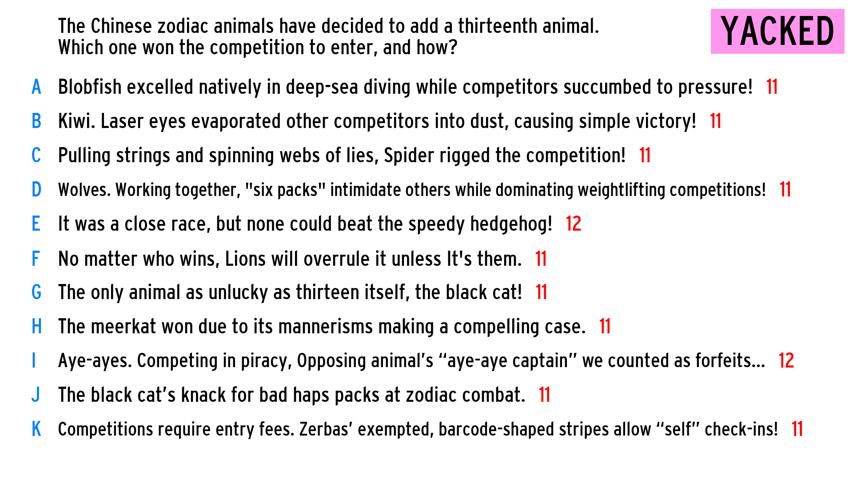 The Chinese zodiac animals have decided to add a thirteenth animal.
Which one won the competition to enter, and how?
YACKED
A Blobfish excelled natively in deep-sea diving while competitors succumbed to pressure! 11
B Kiwi. Laser eyes evaporated other competitors into dust, causing simple victory! 11
C Pulling strings and spinning webs of lies, Spider rigged the competition! 11
D Wolves. Working together, "six packs" intimidate others while dominating weightlifting competitions! 11
E It was a close race, but none could beat the speedy hedgehog! 12
F No matter who wins, Lions will overrule it unless It's them. 11
G The only animal as unlucky as thirteen itself, the black cat! 11
H The meerkat won due to its mannerisms making a compelling case. 11
I Aye-ayes. Competing in piracy, Opposing animal's “aye-aye captain” we counted as forfeits... 12
J The black cat's knack for bad haps packs at zodiac combat. 11
K Competitions require entry fees. Zerbas’ exempted, barcode-shaped stripes allow “self” check-ins! 11